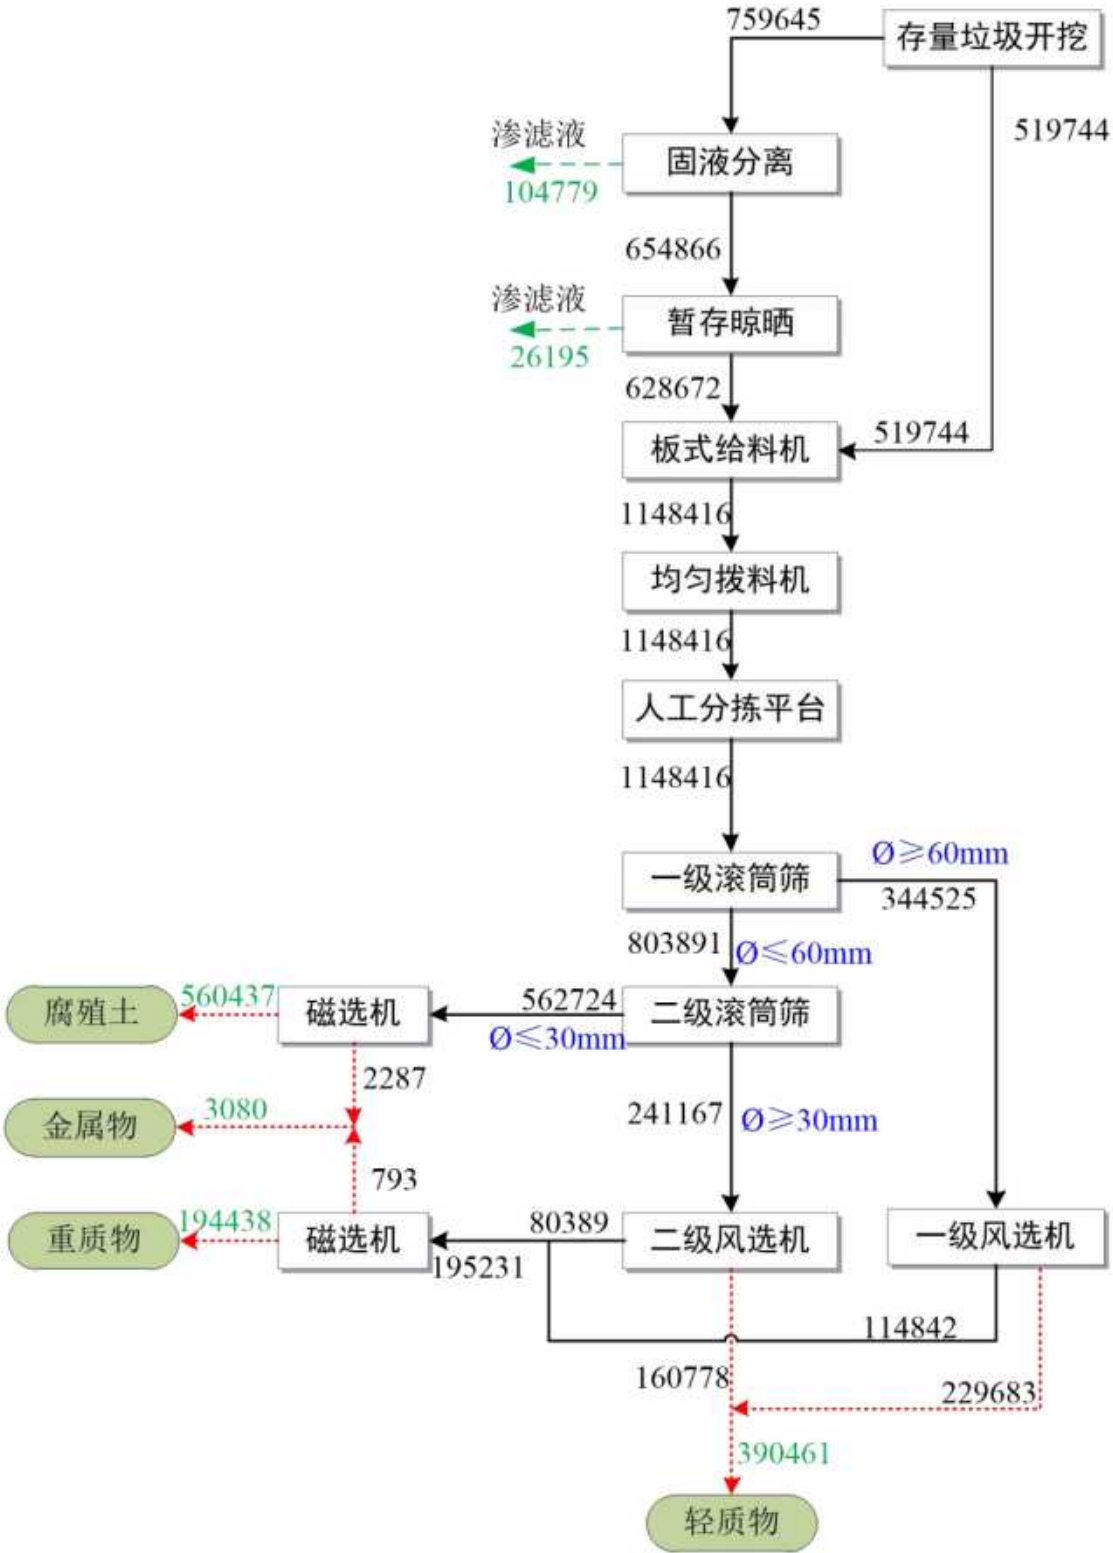 759645
存量垃圾开挖
519744
渗滤液
固液分离
104779
654866
渗滤液
暂存晾晒
26195
628672
板式给料机
519744
1148416
均匀拨料机
1148416
人工分拣平台
1148416
Ø≥60mm
一级滚筒筛
344525
803891
Ø≤60mm
腐殖土
560437
磁选机
562724
二级滚筒筛
Ø≤30mm
2287
金属物
3080
241167
Ø≥30mm
793
重质物
194438
磁选机
80389
二级风选机
一级风选机
195231
114842
160778
229683
390461
轻质物